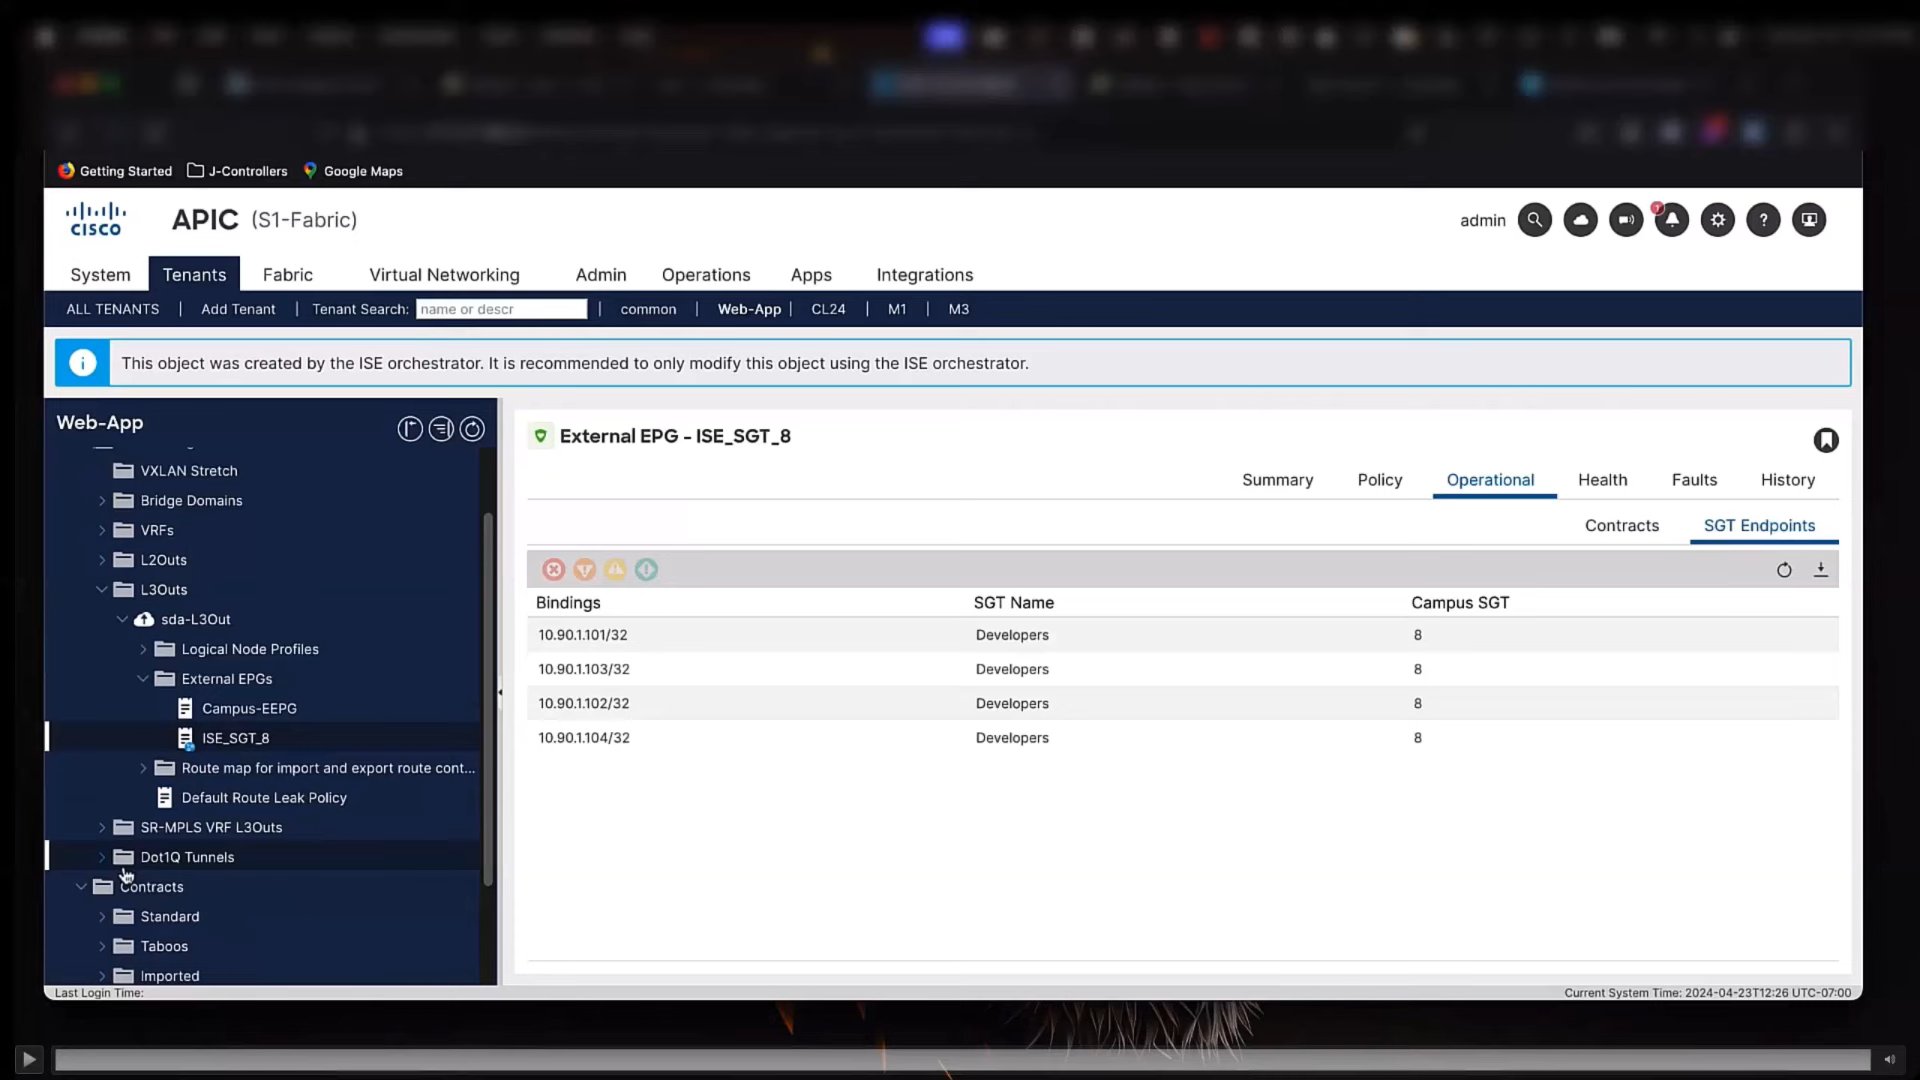 Getting Started J-Controllers Google Maps
CISCO APIC (S1-Fabric) admin
System Tenants Fabric Virtual Networking Admin Operations Apps Integrations
ALL TENANTS | Add Tenant | Tenant Search: name or descr | common | Web-App | CL24 | M1 | M3
This object was created by the ISE orchestrator. It is recommended to only modify this object using the ISE orchestrator.
Web-App
VXLAN Stretch
Bridge Domains
VRFs
L2Outs
L3Outs
sda-L3Out
Logical Node Profiles
External EPGs
Campus-EEPG
ISE_SGT_8
Route map for import and export route cont...
Default Route Leak Policy
SR-MPLS VRF L3Outs
Dot1Q Tunnels
Contracts
Standard
Taboos
Imported
External EPG - ISE_SGT_8
Summary Policy Operational Health Faults History
Contracts SGT Endpoints
Bindings SGT Name Campus SGT
10.90.1.101/32 Developers 8
10.90.1.103/32 Developers 8
10.90.1.102/32 Developers 8
10.90.1.104/32 Developers 8
Last Login Time: Current System Time: 2024-04-23T12:26 UTC-07:00